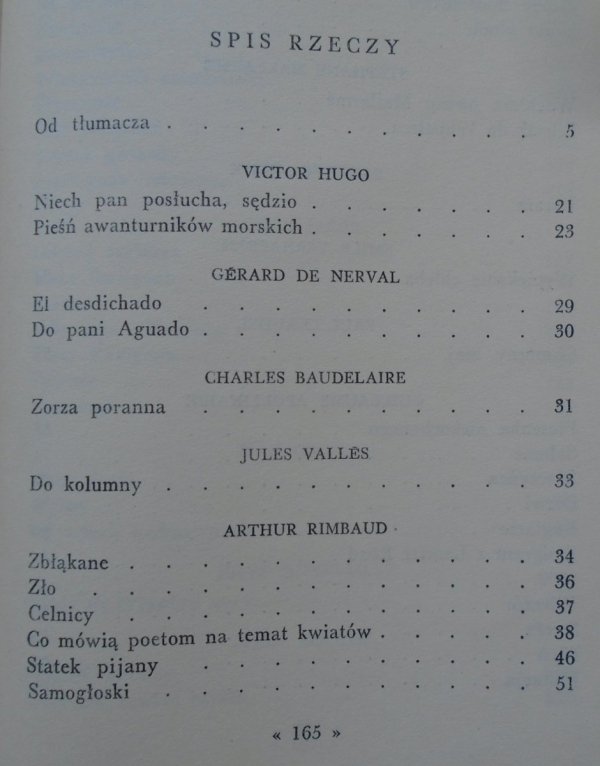 SPIS RZECZY
Od tłumacza . . . . . . . . . . . 5
VICTOR HUGO
Niech pan posłucha, sędzio . . . . . . . 21
Pieśń awanturników morskich . . . . . . . 23
GÉRARD DE NERVAL
El desdichado . . . . . . . . . . 29
Do pani Aguado . . . . . . . . . . 30
CHARLES BAUDELAIRE
Zorza poranna . . . . . . . . . . 31
JULES VALLÈS
Do kolumny . . . . . . . . . . . 33
ARTHUR RIMBAUD
Zbłąkane . . . . . . . . . . . . 34
Zło . . . . . . . . . . . . . 36
Celnicy . . . . . . . . . . . . 37
Co mówią poetom na temat kwiatów . . . . . 38
Statek pijany . . . . . . . . . . 46
Samogłoski . . . . . . . . . . . 51
« 165 »